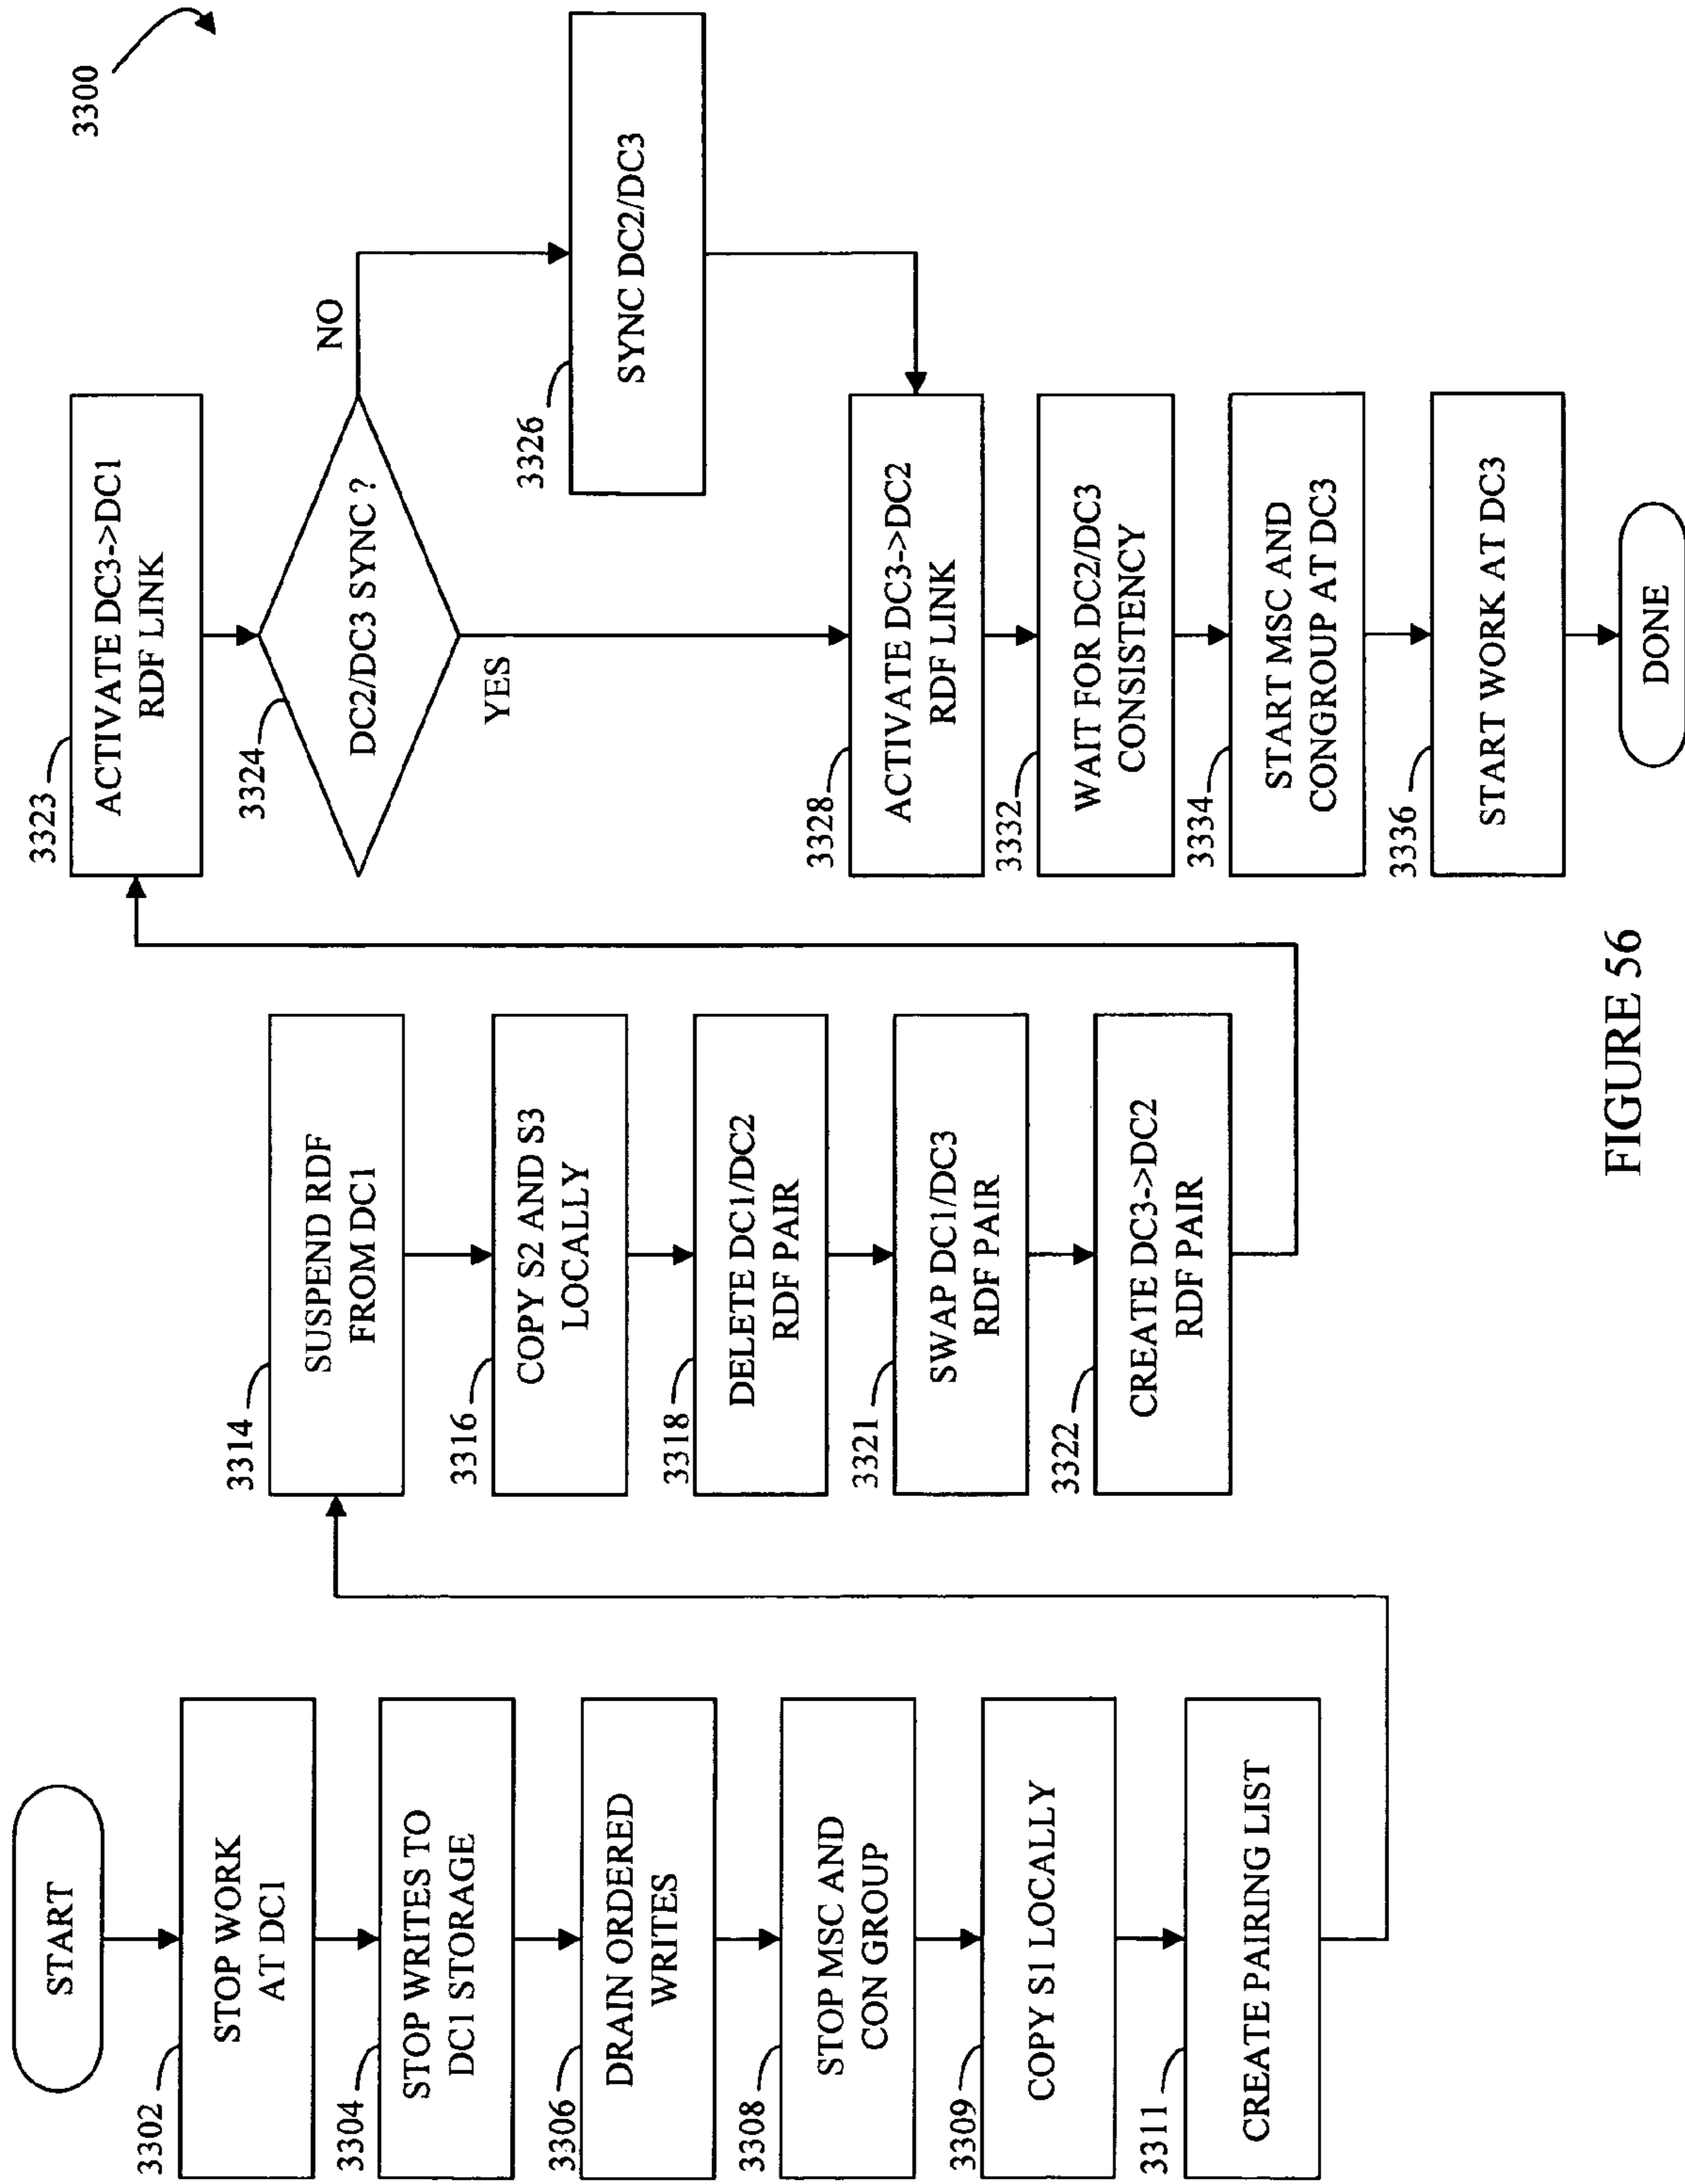 3300
START
3302
STOP WORK
AT DC1
3304
STOP WRITES TO
DC1 STORAGE
3306
DRAIN ORDERED
WRITES
3308
STOP MSC AND
CON GROUP
3309
COPY S1 LOCALLY
3311
CREATE PAIRING LIST
3314
SUSPEND RDF
FROM DC1
3316
COPY S2 AND S3
LOCALLY
3318
DELETE DC1/DC2
RDF PAIR
3321
SWAP DC1/DC3
RDF PAIR
3322
CREATE DC3->DC2
RDF PAIR
3323
ACTIVATE DC3->DC1
RDF LINK
3324
DC2/DC3 SYNC ?
NO
YES
3326
SYNC DC2/DC3
3328
ACTIVATE DC3->DC2
RDF LINK
3332
WAIT FOR DC2/DC3
CONSISTENCY
3334
START MSC AND
CONGROUP AT DC3
3336
START WORK AT DC3
DONE
FIGURE 56